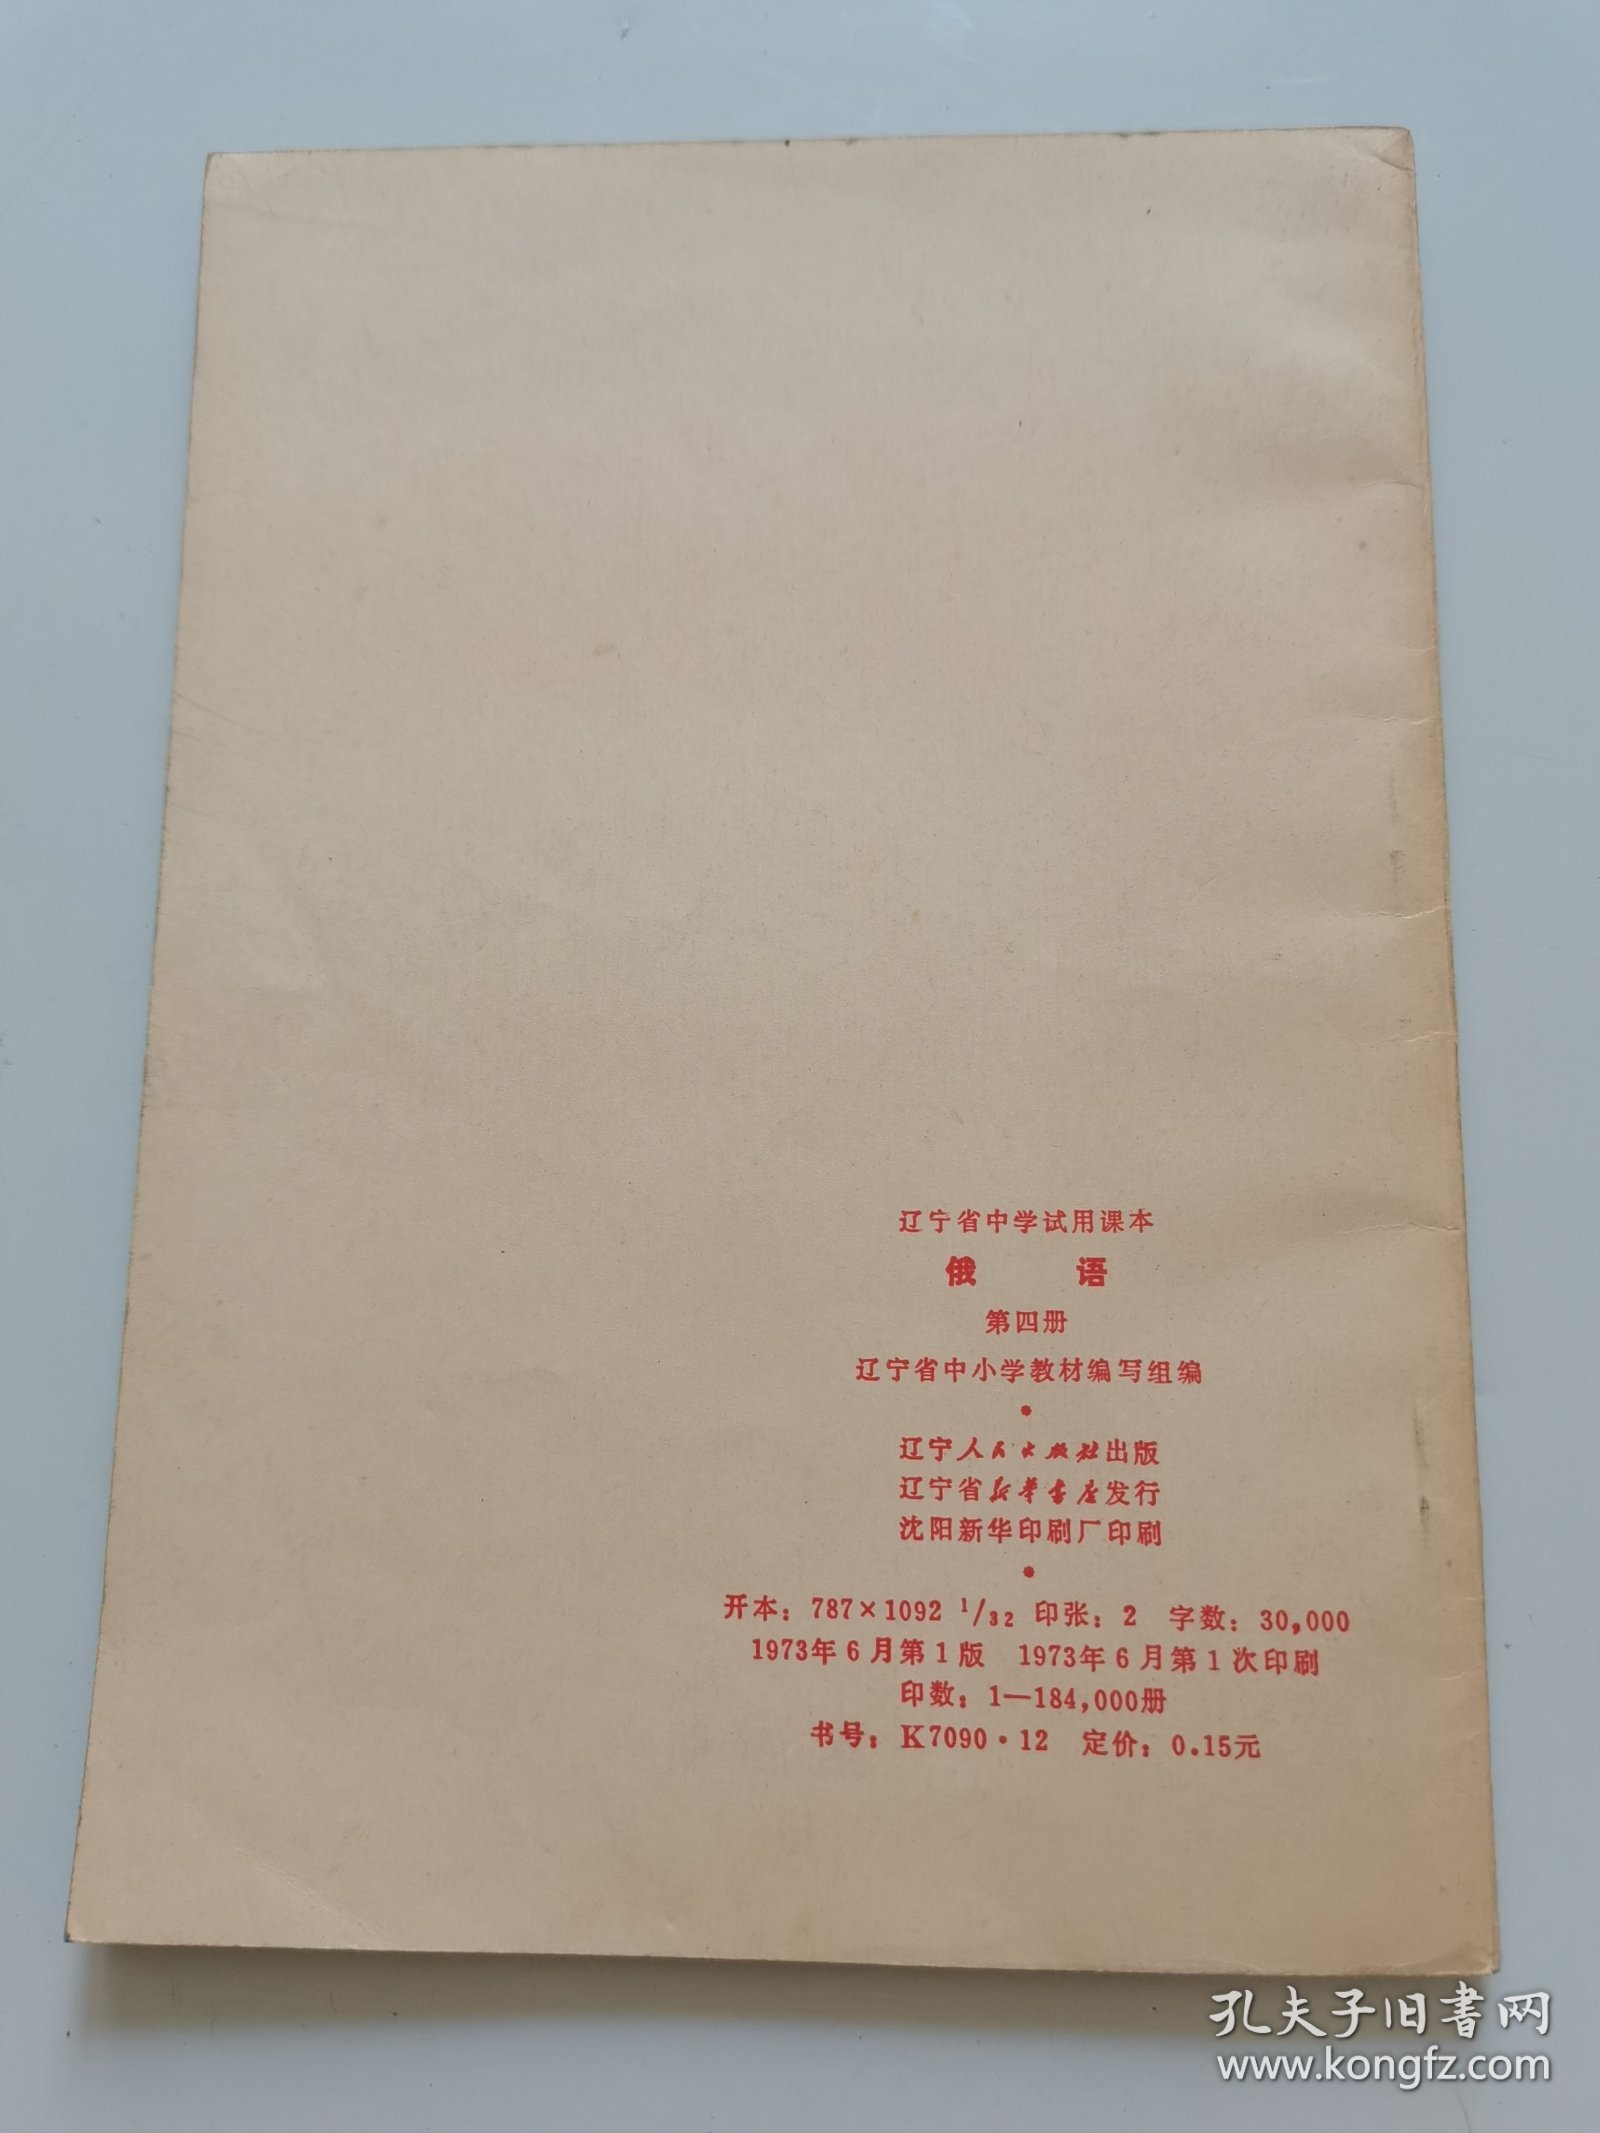 辽宁省中学试用课本
俄 语
第四册
辽宁省中小学教材编写组编
*
辽宁人民出版社出版
辽宁省新华书店发行
沈阳新华印刷厂印刷
*
开本：787×1092 1/32 印张：2 字数：30,000
1973年6月第1版 1973年6月第1次印刷
印数：1—184,000册
书号：K7090·12 定价：0.15元
孔夫子旧书网
www.kongfz.com